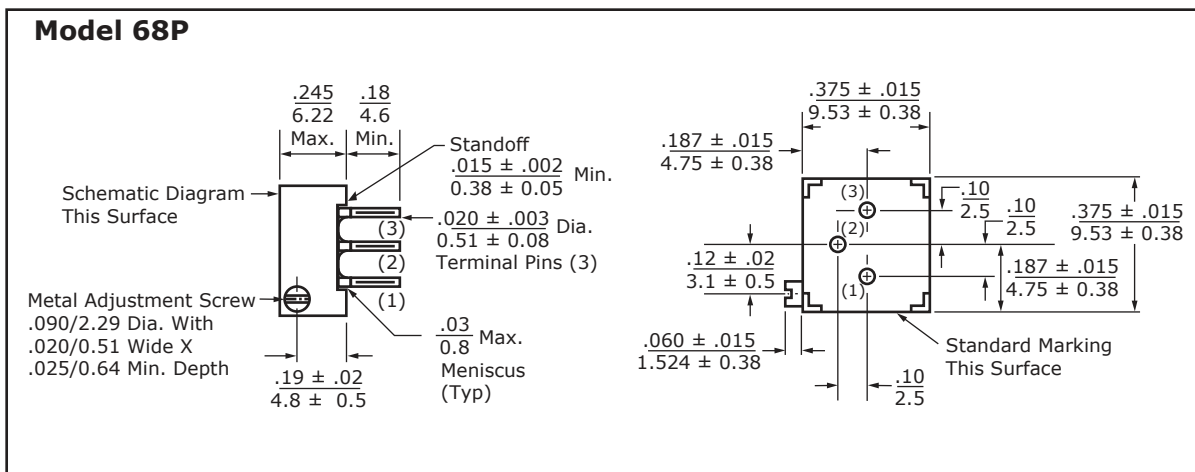 Model 68P
.245
6.22
Max.
.18
4.6
Min.
Standoff
.015 ± .002
0.38 ± 0.05
Min.
Schematic Diagram
This Surface
(3)
(2)
(1)
.020 ± .003
0.51 ± 0.08
Dia.
Terminal Pins (3)
Metal Adjustment Screw
.090/2.29 Dia. With
.020/0.51 Wide X
.025/0.64 Min. Depth
.03
0.8
Max.
Meniscus
(Typ)
.19 ± .02
4.8 ± 0.5
.375 ± .015
9.53 ± 0.38
.187 ± .015
4.75 ± 0.38
(3)
(2)
(1)
.10
2.5
.10
2.5
.375 ± .015
9.53 ± 0.38
.12 ± .02
3.1 ± 0.5
.187 ± .015
4.75 ± 0.38
.060 ± .015
1.524 ± 0.38
Standard Marking
This Surface
.10
2.5